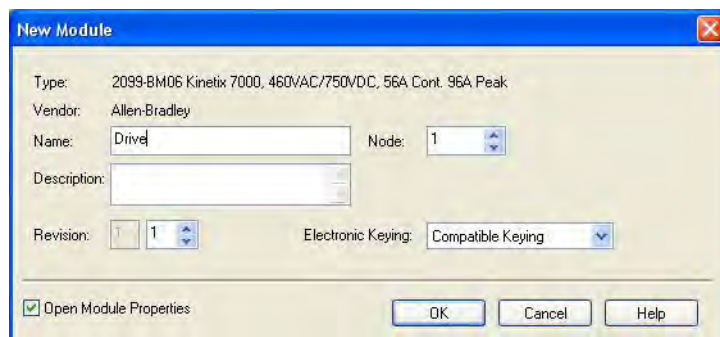 New Module
Type: 2099-BM06 Kinetix 7000, 460VAC/750VDC, 56A Cont. 96A Peak
Vendor: Allen-Bradley
Name: Drive Node: 1
Description:
Revision: 1 1 Electronic Keying: Compatible Keying
Open Module Properties OK Cancel Help